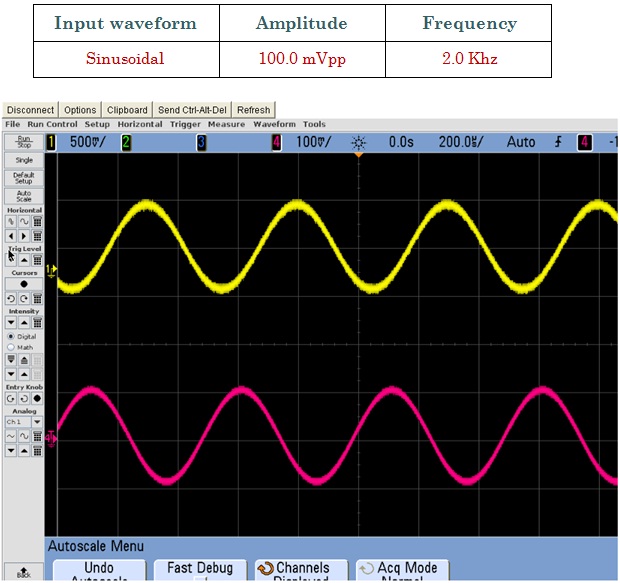 Input waveform Amplitude Frequency
Sinusoidal 100.0 mVpp 2.0 Khz
Disconnect Options Clipboard Send Ctrl-Alt-Del Refresh
File Run Control Setup Horizontal Trigger Measure Waveform Tools
1 500▽/ 2 3 4 100▽/ 0.0s 200.0▽/ Auto 4 -1
Run
Stop
Single
Default
Setup
Auto
Scale
Horizontal
Trig Level
Cursors
Intensity
Digital
Math
Entry Knob
Analog
Ch 1
Back
1
4
Autoscale Menu
Undo Fast Debug Channels Acq Mode
Autoscale Displayed Normal